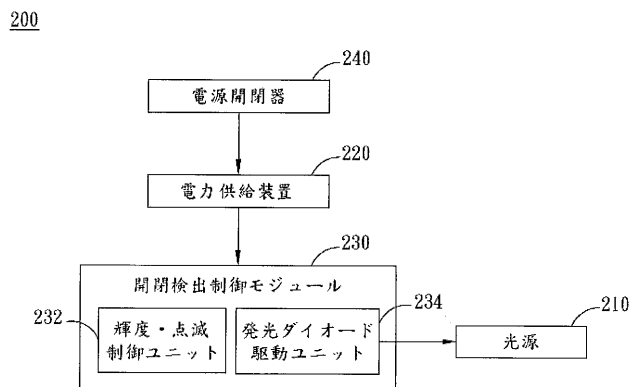 200
240
電源開閉器
220
電力供給装置
230
開閉検出制御モジュール
232
輝度・点滅
制御ユニット
234
発光ダイオード
駆動ユニット
210
光源